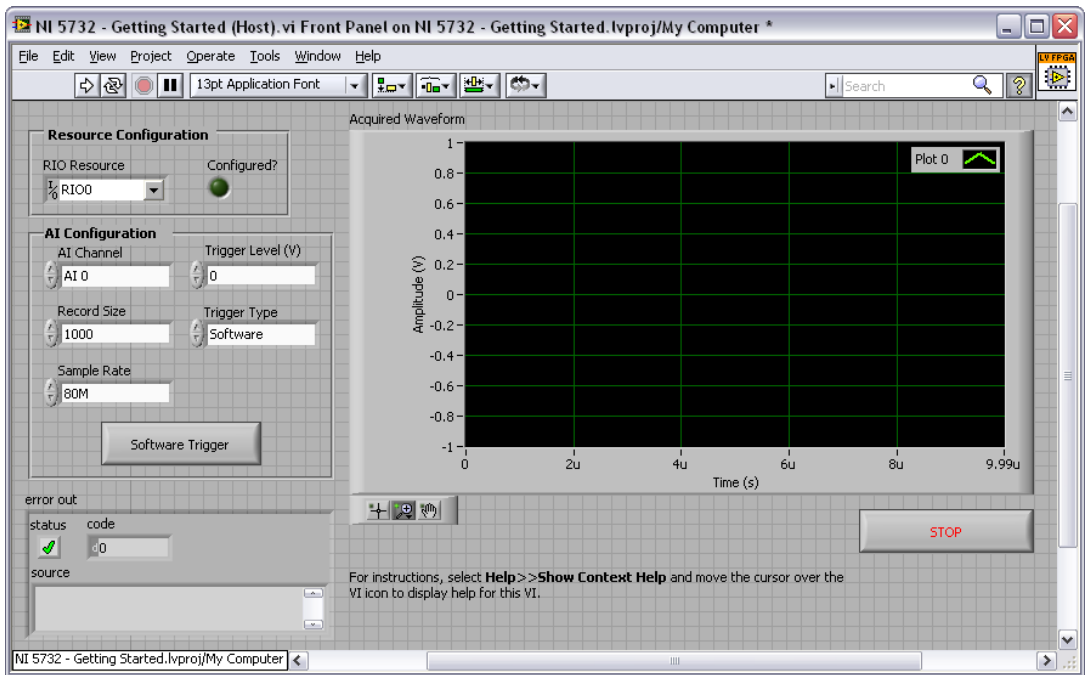 NI 5732 - Getting Started (Host).vi Front Panel on NI 5732 - Getting Started.lvproj/My Computer *
File Edit View Project Operate Tools Window Help
LV FPGA
13pt Application Font
Search
?
Resource Configuration
RIO Resource
Configured?
I/O RIO0
AI Configuration
AI Channel
Trigger Level (V)
AI 0
0
Record Size
Trigger Type
1000
Software
Sample Rate
80M
Software Trigger
error out
status
code
d0
source
Acquired Waveform
Plot 0
Amplitude (V)
1
0.8
0.6
0.4
0.2
0
-0.2
-0.4
-0.6
-0.8
-1
0 2u 4u 6u 8u 9.99u
Time (s)
STOP
For instructions, select Help>>Show Context Help and move the cursor over the
VI icon to display help for this VI.
NI 5732 - Getting Started.lvproj/My Computer